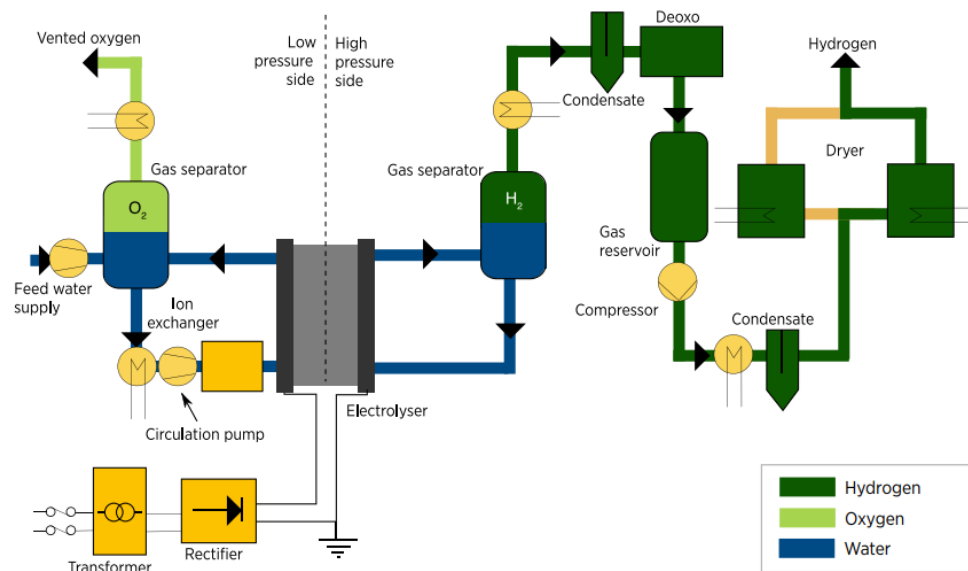 Vented oxygen
Low
pressure
side
High
pressure
side
Deoxo
Hydrogen
Condensate
Gas separator
Gas separator
Dryer
O2
H2
Gas
reservoir
Feed water
supply
Ion
exchanger
Compressor
Condensate
Electrolyser
Circulation pump
Hydrogen
Oxygen
Water
Rectifier
Transformer